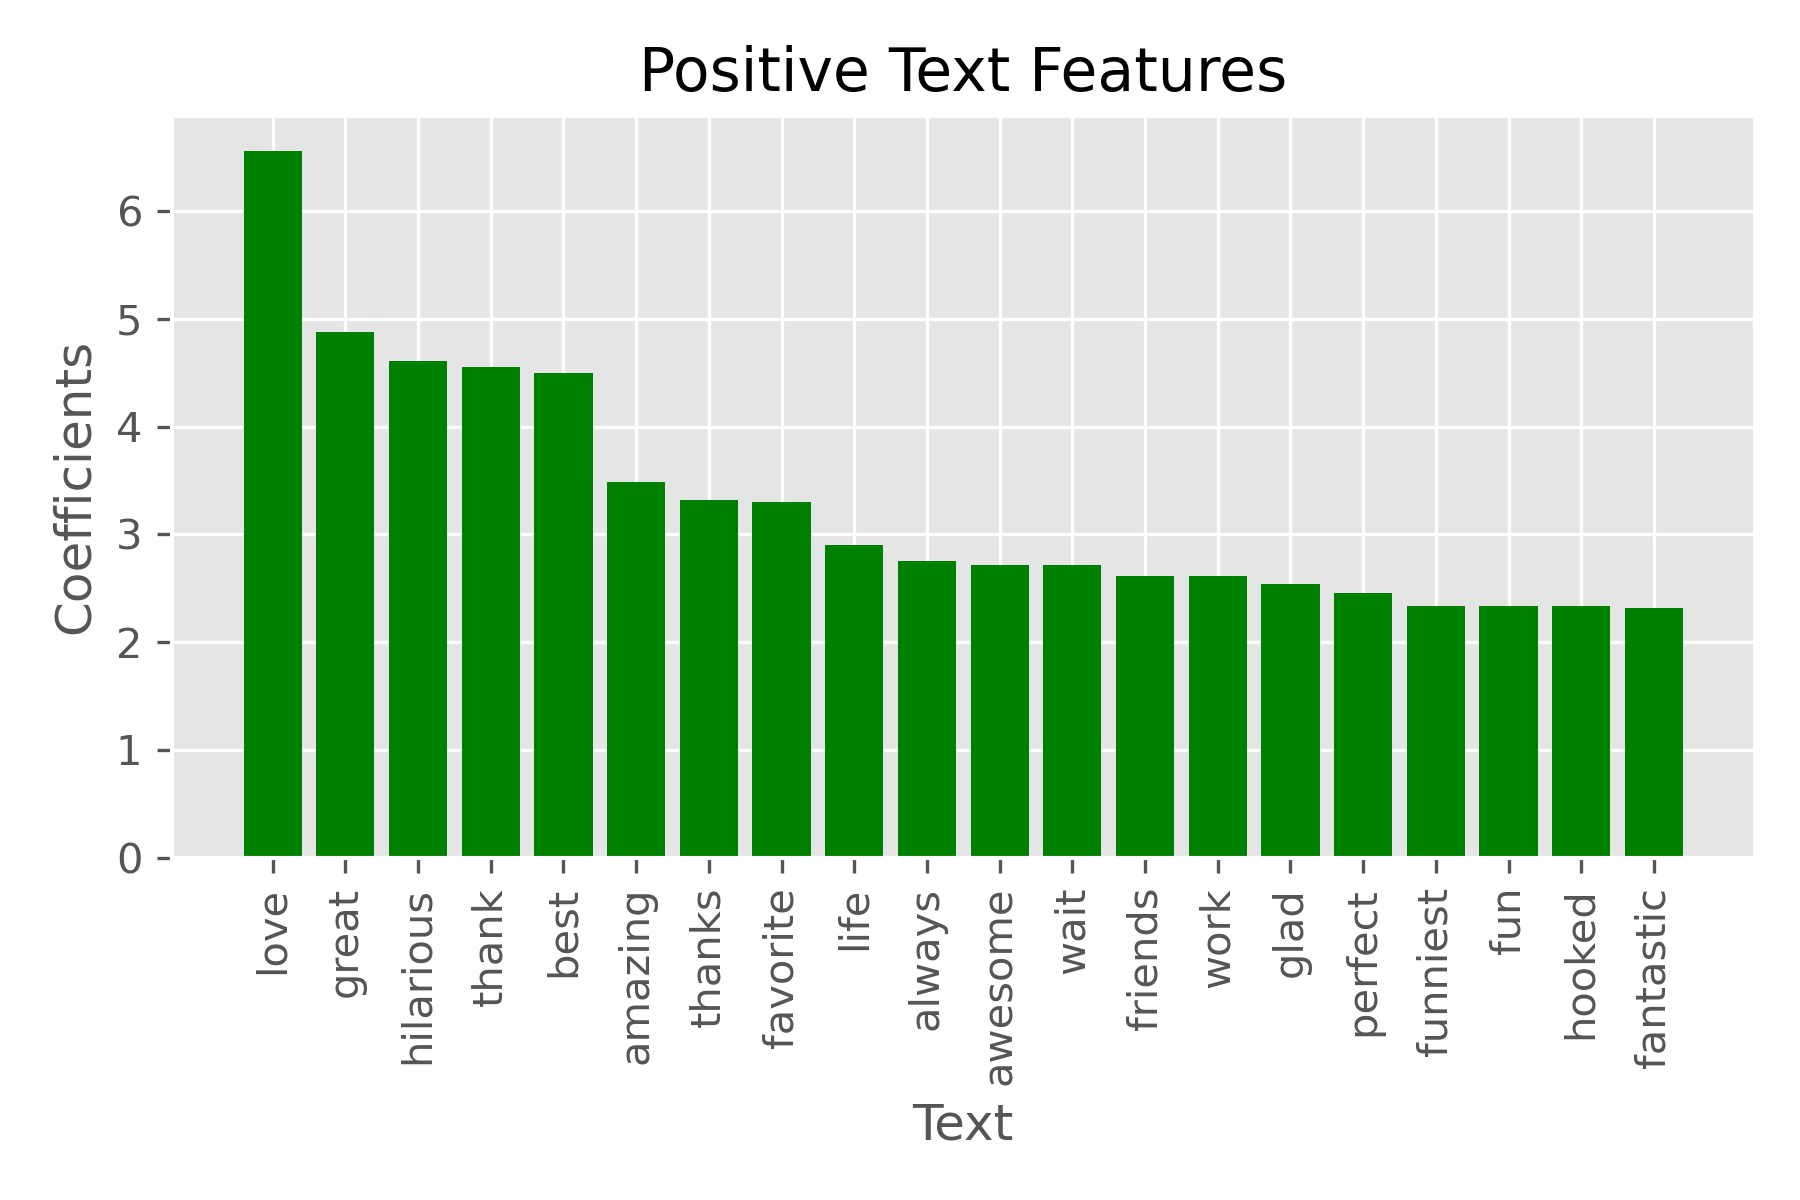 Positive Text Features
Coefficients
6
5
4
3
2
1
0
love
great
hilarious
thank
best
amazing
thanks
favorite
life
always
awesome
wait
friends
work
glad
perfect
funniest
fun
hooked
fantastic
Text